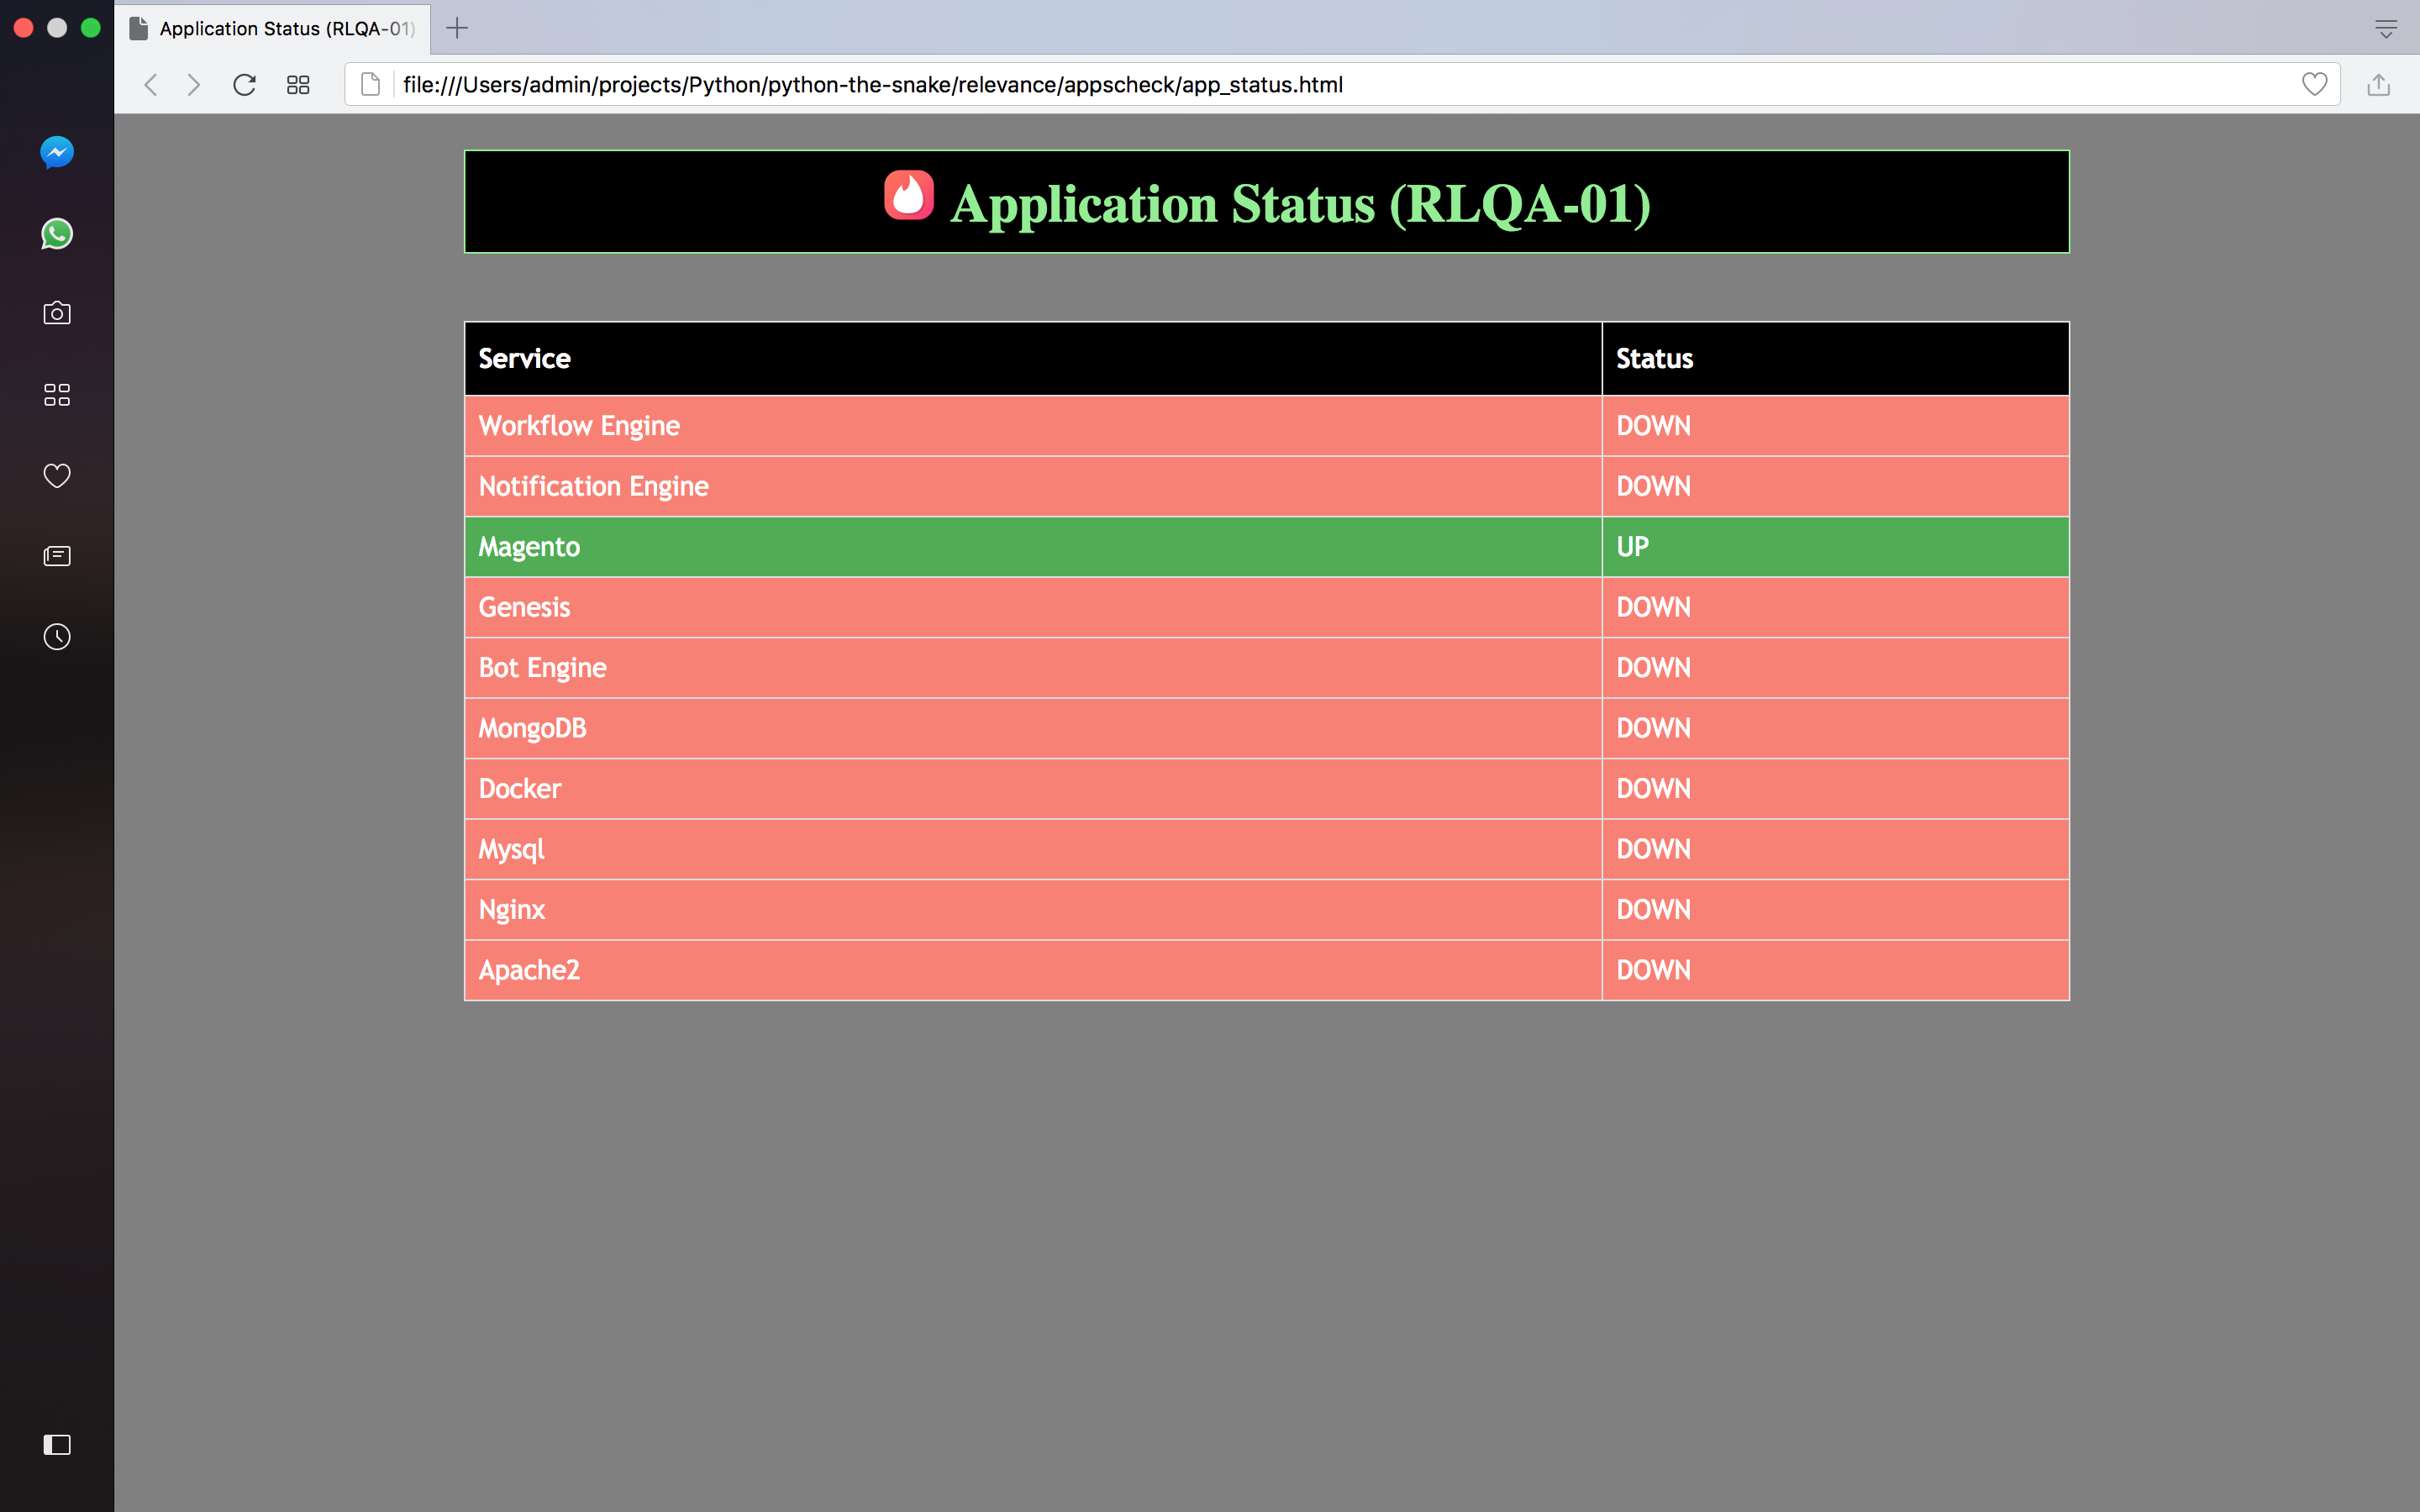 Application Status (RLQA-01)
file:///Users/admin/projects/Python/python-the-snake/relevance/appscheck/app_status.html
Application Status (RLQA-01)
Service Status
Workflow Engine DOWN
Notification Engine DOWN
Magento UP
Genesis DOWN
Bot Engine DOWN
MongoDB DOWN
Docker DOWN
Mysql DOWN
Nginx DOWN
Apache2 DOWN